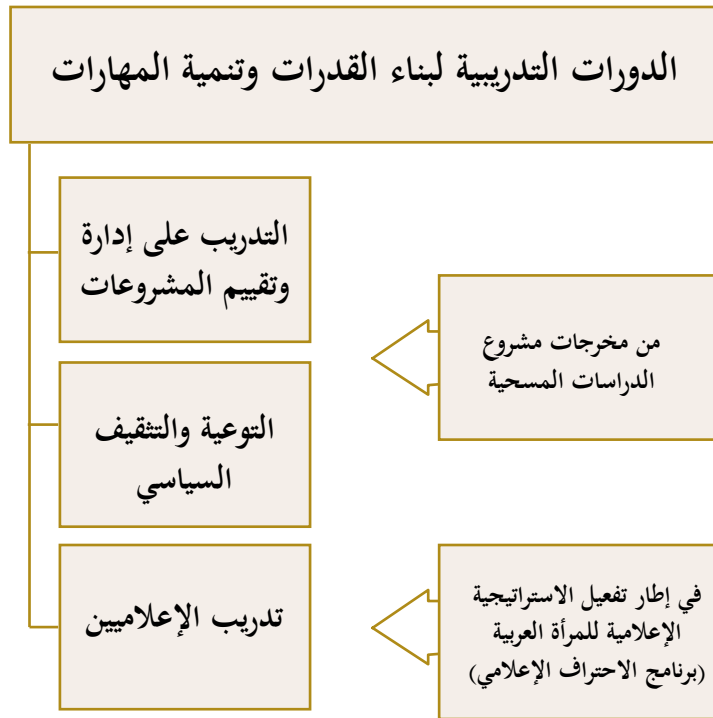 الدورات التدريبية لبناء القدرات وتنمية المهارات
التدريب على إدارة
وتقييم المشروعات
من مخرجات مشروع
الدراسات المسحية
التوعية والتثقيف
السياسي
تدريب الإعلاميين
في إطار تفعيل الاستراتيجية
الإعلامية للمرأة العربية
(برنامج الاحتراف الإعلامي)